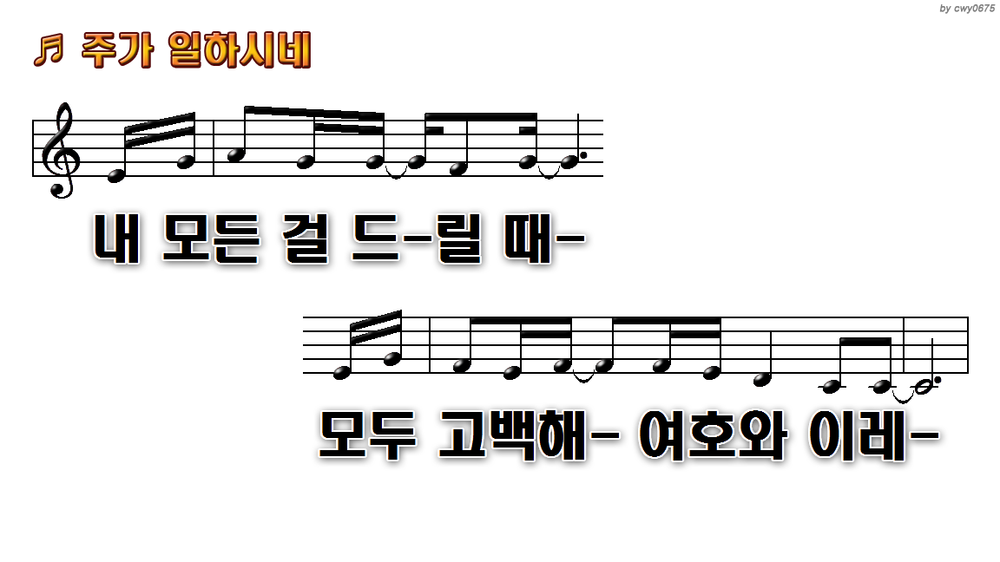 by cwy0675
♬ 주가 일하시네
내 모든 걸 드-릴 때-
모두 고백해- 여호와 이레-